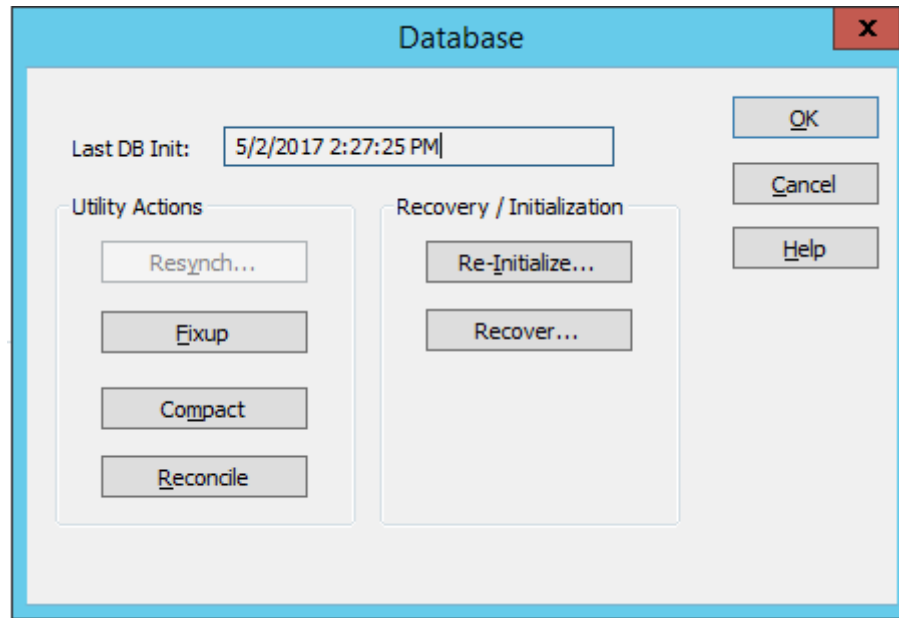 Database
x
Last DB Init: 5/2/2017 2:27:25 PM
OK
Cancel
Help
Utility Actions
Resynch...
Fixup
Compact
Reconcile
Recovery / Initialization
Re-Initialize...
Recover...